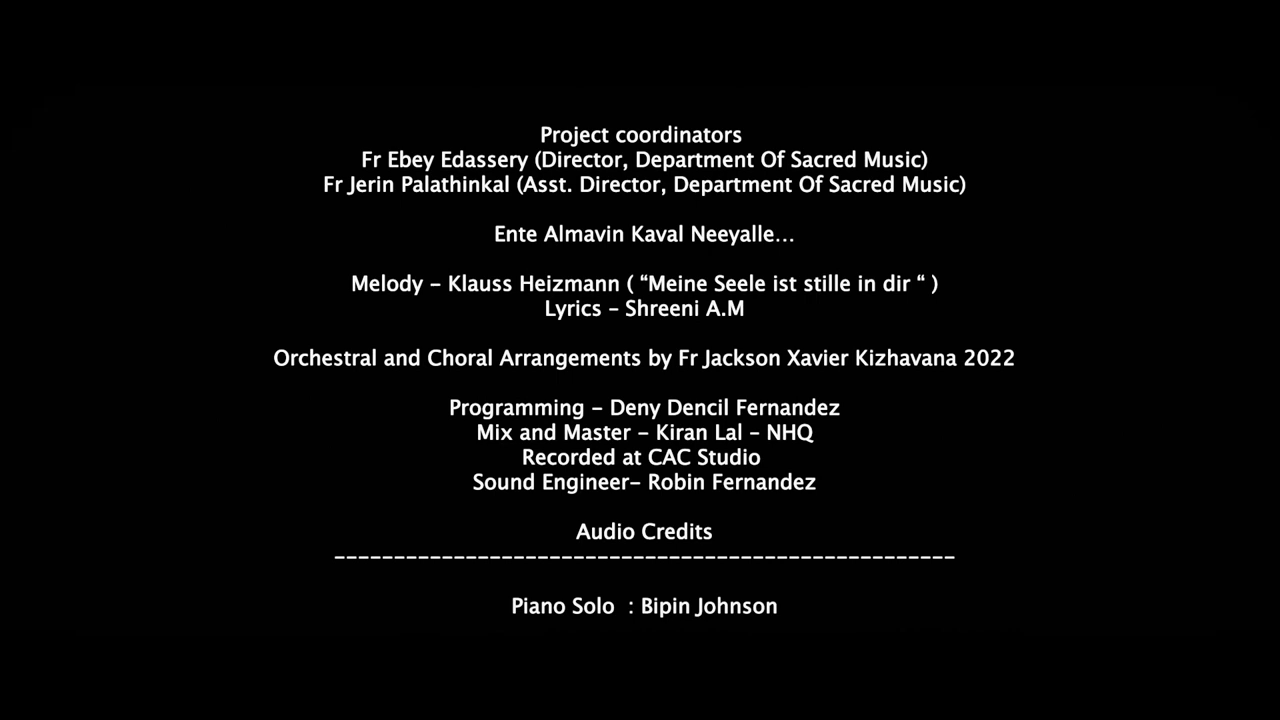 Project coordinators
Fr Ebey Edassery (Director, Department Of Sacred Music)
Fr Jerin Palathinkal (Asst. Director, Department Of Sacred Music)
Ente Almavin Kaval Neeyalle...
Melody - Klauss Heizmann ( “Meine Seele ist stille in dir “ )
Lyrics - Shreeni A.M
Orchestral and Choral Arrangements by Fr Jackson Xavier Kizhavana 2022
Programming - Deny Dencil Fernandez
Mix and Master - Kiran Lal - NHQ
Recorded at CAC Studio
Sound Engineer- Robin Fernandez
Audio Credits
----------------------------------------------------
Piano Solo  : Bipin Johnson